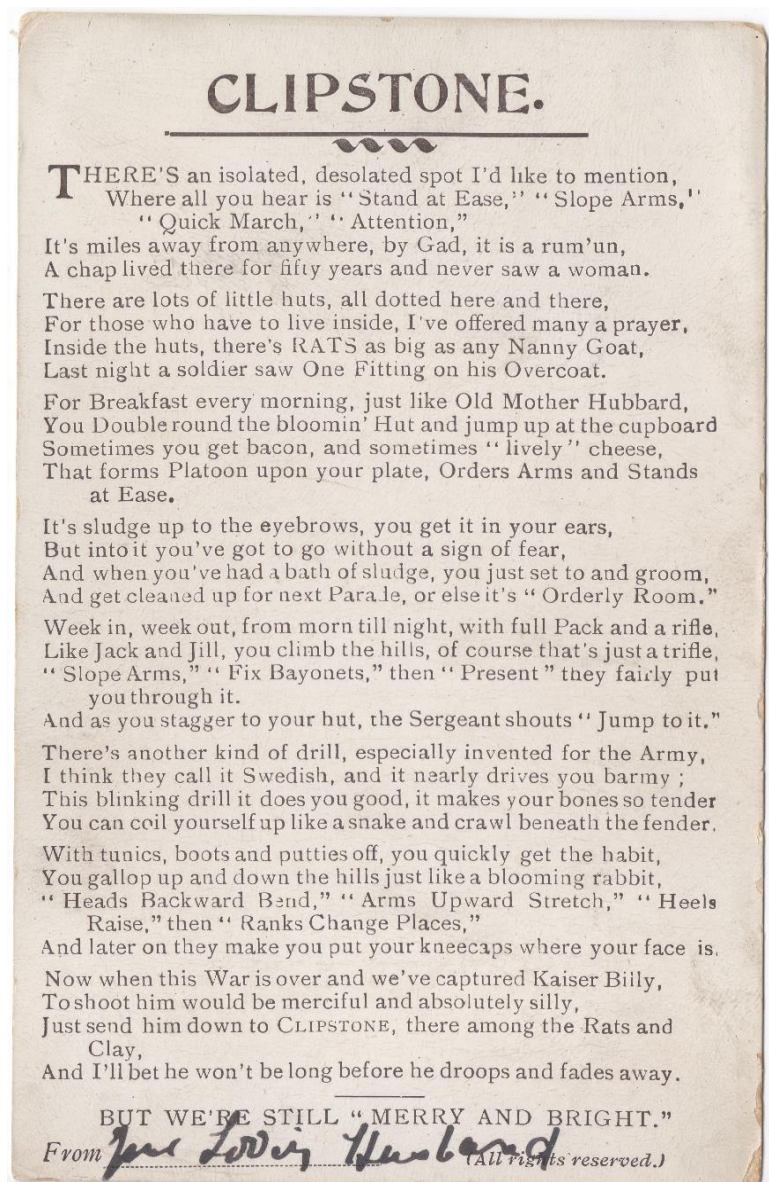 CLIPSTONE.
THERE'S an isolated, desolated spot I'd like to mention,
Where all you hear is "Stand at Ease," "Slope Arms,"
"Quick March," "Attention,"
It's miles away from anywhere, by Gad, it is a rum'un,
A chap lived there for fifty years and never saw a woman.
There are lots of little huts, all dotted here and there,
For those who have to live inside, I've offered many a prayer,
Inside the huts, there's RATS as big as any Nanny Goat,
Last night a soldier saw One Fitting on his Overcoat.
For Breakfast every morning, just like Old Mother Hubbard,
You Double round the bloomin' Hut and jump up at the cupboard
Sometimes you get bacon, and sometimes "lively" cheese,
That forms Platoon upon your plate, Orders Arms and Stands
at Ease.
It's sludge up to the eyebrows, you get it in your ears,
But into it you've got to go without a sign of fear,
And when you've had a bath of sludge, you just set to and groom,
And get cleaned up for next Parade, or else it's "Orderly Room."
Week in, week out, from morn till night, with full Pack and a rifle,
Like Jack and Jill, you climb the hills, of course that's just a trifle,
"Slope Arms," "Fix Bayonets," then "Present" they fairly put
you through it.
And as you stagger to your hut, the Sergeant shouts "Jump to it."
There's another kind of drill, especially invented for the Army,
I think they call it Swedish, and it nearly drives you barmy ;
This blinking drill it does you good, it makes your bones so tender
You can coil yourself up like a snake and crawl beneath the fender.
With tunics, boots and putties off, you quickly get the habit,
You gallop up and down the hills just like a blooming rabbit,
"Heads Backward Bend," "Arms Upward Stretch," "Heels
Raise," then "Ranks Change Places,"
And later on they make you put your kneecaps where your face is.
Now when this War is over and we've captured Kaiser Billy,
To shoot him would be merciful and absolutely silly,
Just send him down to CLIPSTONE, there among the Rats and
Clay,
And I'll bet he won't be long before he droops and fades away.
BUT WE'RE STILL "MERRY AND BRIGHT."
From Your Lovin Husband (All rights reserved.)